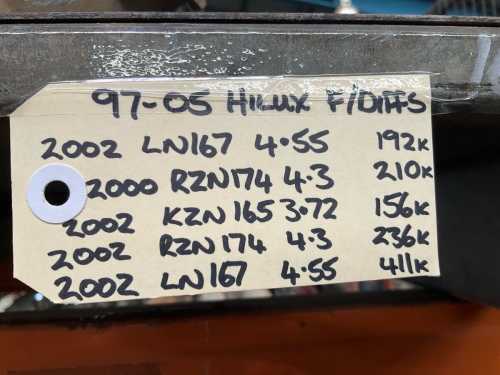 97-05 HILUX F/DIFFS
2002 LN167 4.55 192K
2000 RZN174 4.3 210K
2002 KZN165 3.72 156K
2002 RZN174 4.3 236K
2002 LN167 4.55 411K